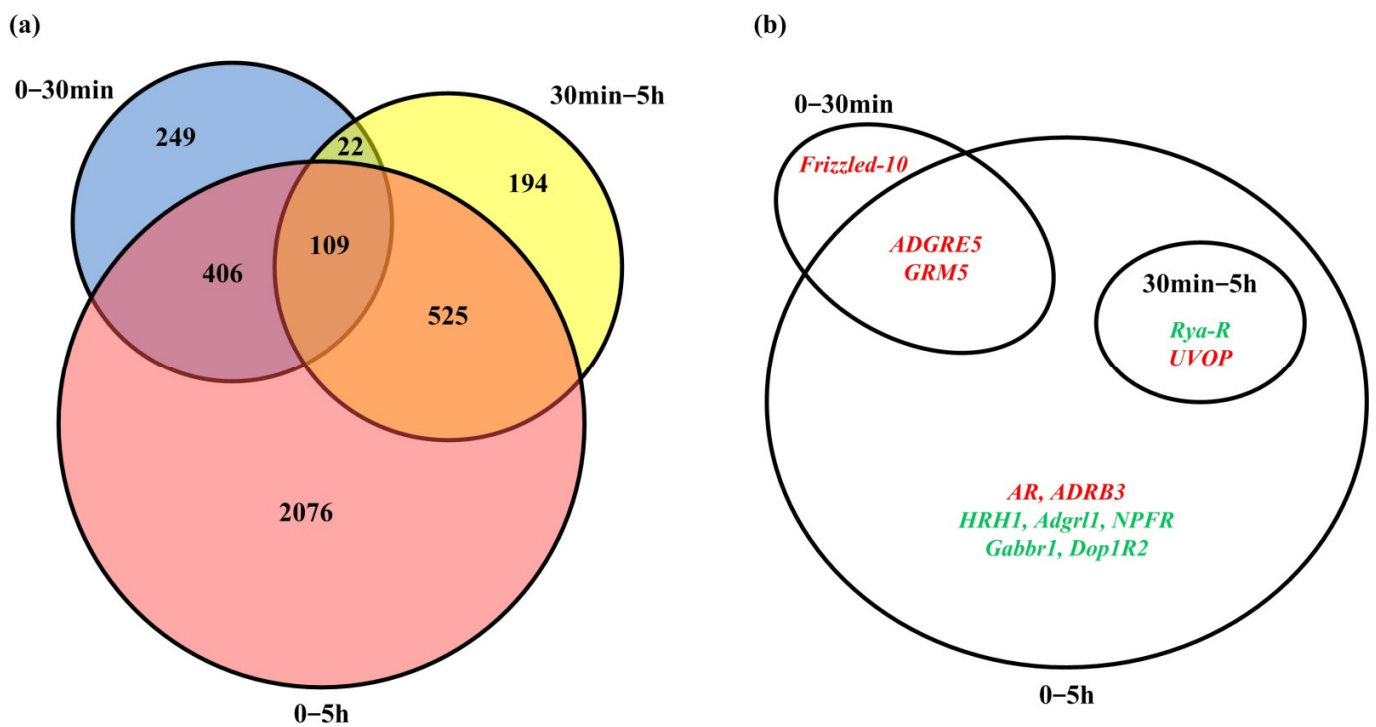 (a)
0−30min
30min−5h
249
22
194
406
109
525
2076
0−5h
(b)
0−30min
Frizzled-10
ADGRE5
GRM5
30min−5h
Rya-R
UVOP
AR, ADRB3
HRH1, Adgrl1, NPFR
Gabbr1, Dop1R2
0−5h